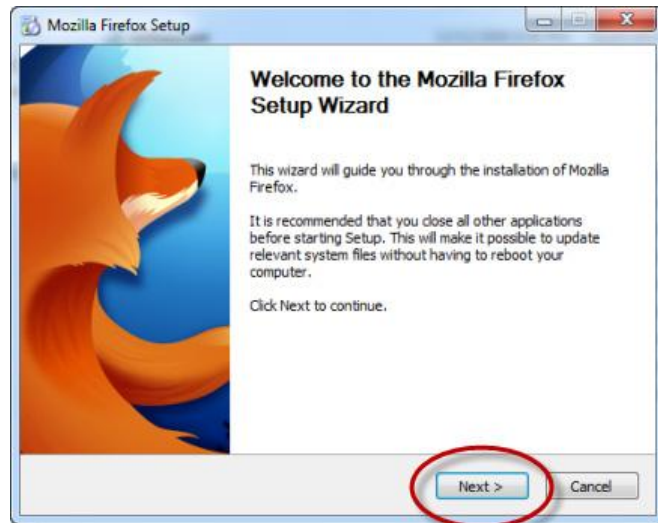 Mozilla Firefox Setup
Welcome to the Mozilla Firefox
Setup Wizard
This wizard will guide you through the installation of Mozilla
Firefox.
It is recommended that you close all other applications
before starting Setup. This will make it possible to update
relevant system files without having to reboot your
computer.
Click Next to continue.
Next >
Cancel